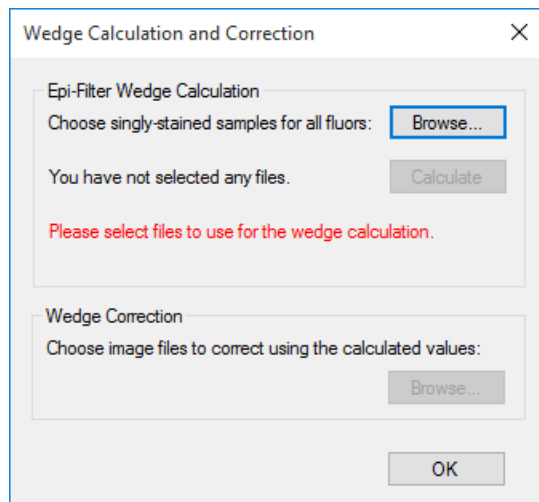 Wedge Calculation and Correction
Epi-Filter Wedge Calculation
Choose singly-stained samples for all fluors: Browse...
You have not selected any files. Calculate
Please select files to use for the wedge calculation.
Wedge Correction
Choose image files to correct using the calculated values:
Browse...
OK